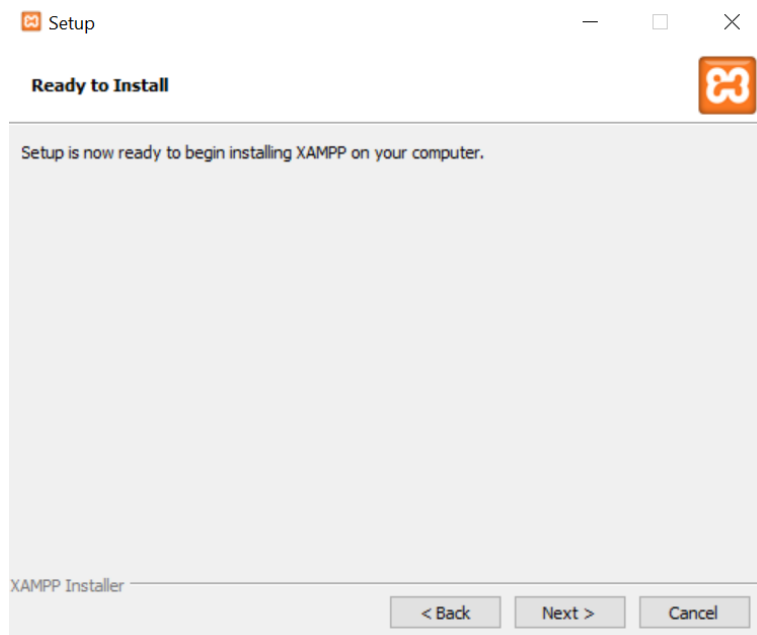 Setup
Ready to Install
Setup is now ready to begin installing XAMPP on your computer.
XAMPP Installer
< Back
Next >
Cancel